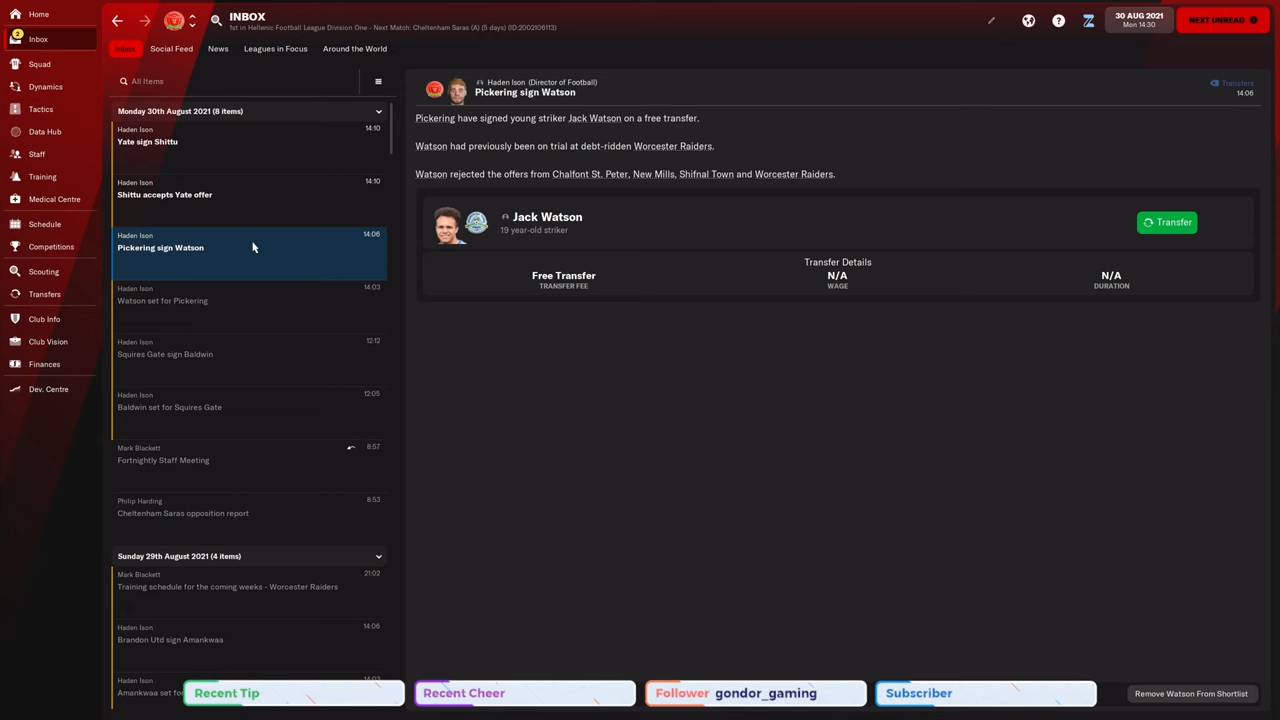 Home
2
Inbox
Squad
Dynamics
Tactics
Data Hub
Staff
Training
Medical Centre
Schedule
Competitions
Scouting
Transfers
Club Info
Club Vision
Finances
Dev. Centre
INBOX
1st in Hellenic Football League Division One - Next Match: Cheltenham Saras (A) (5 days) (ID:2002106113)
30 AUG 2021
Mon 14:30
NEXT UNREAD
Inbox Social Feed News Leagues in Focus Around the World
All Items
Monday 30th August 2021 (8 items)
Haden Ison 14:10
Yate sign Shittu
Haden Ison 14:10
Shittu accepts Yate offer
Haden Ison 14:06
Pickering sign Watson
Haden Ison 14:03
Watson set for Pickering
Haden Ison 12:12
Squires Gate sign Baldwin
Haden Ison 12:05
Baldwin set for Squires Gate
Mark Blackett 8:57
Fortnightly Staff Meeting
Philip Harding 8:53
Cheltenham Saras opposition report
Sunday 29th August 2021 (4 items)
Mark Blackett 21:02
Training schedule for the coming weeks - Worcester Raiders
Haden Ison 14:06
Brandon Utd sign Amankwaa
Haden Ison 14:03
Amankwaa set for
Haden Ison (Director of Football)
Pickering sign Watson
Transfers
14:06
Pickering have signed young striker Jack Watson on a free transfer.
Watson had previously been on trial at debt-ridden Worcester Raiders.
Watson rejected the offers from Chalfont St. Peter, New Mills, Shifnal Town and Worcester Raiders.
Jack Watson
19 year-old striker
Transfer
Transfer Details
Free Transfer N/A N/A
TRANSFER FEE WAGE DURATION
Recent Tip
Recent Cheer
Follower gondor_gaming
Subscriber
Remove Watson From Shortlist